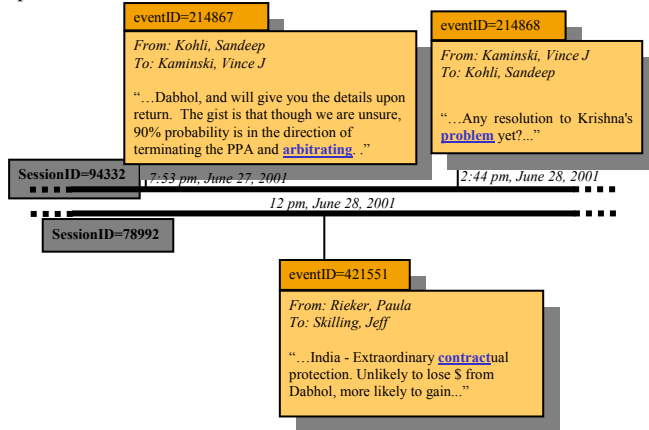 eventID=214867
From: Kohli, Sandeep
To: Kaminski, Vince J
“…Dabhol, and will give you the details upon
return.  The gist is that though we are unsure,
90% probability is in the direction of
terminating the PPA and arbitrating. .”
eventID=214868
From: Kaminski, Vince J
To: Kohli, Sandeep
“…Any resolution to Krishna's
problem yet?...”
SessionID=94332
7:53 pm, June 27, 2001
2:44 pm, June 28, 2001
12 pm, June 28, 2001
SessionID=78992
eventID=421551
From: Rieker, Paula
To: Skilling, Jeff
“…India - Extraordinary contractual
protection. Unlikely to lose $ from
Dabhol, more likely to gain...”